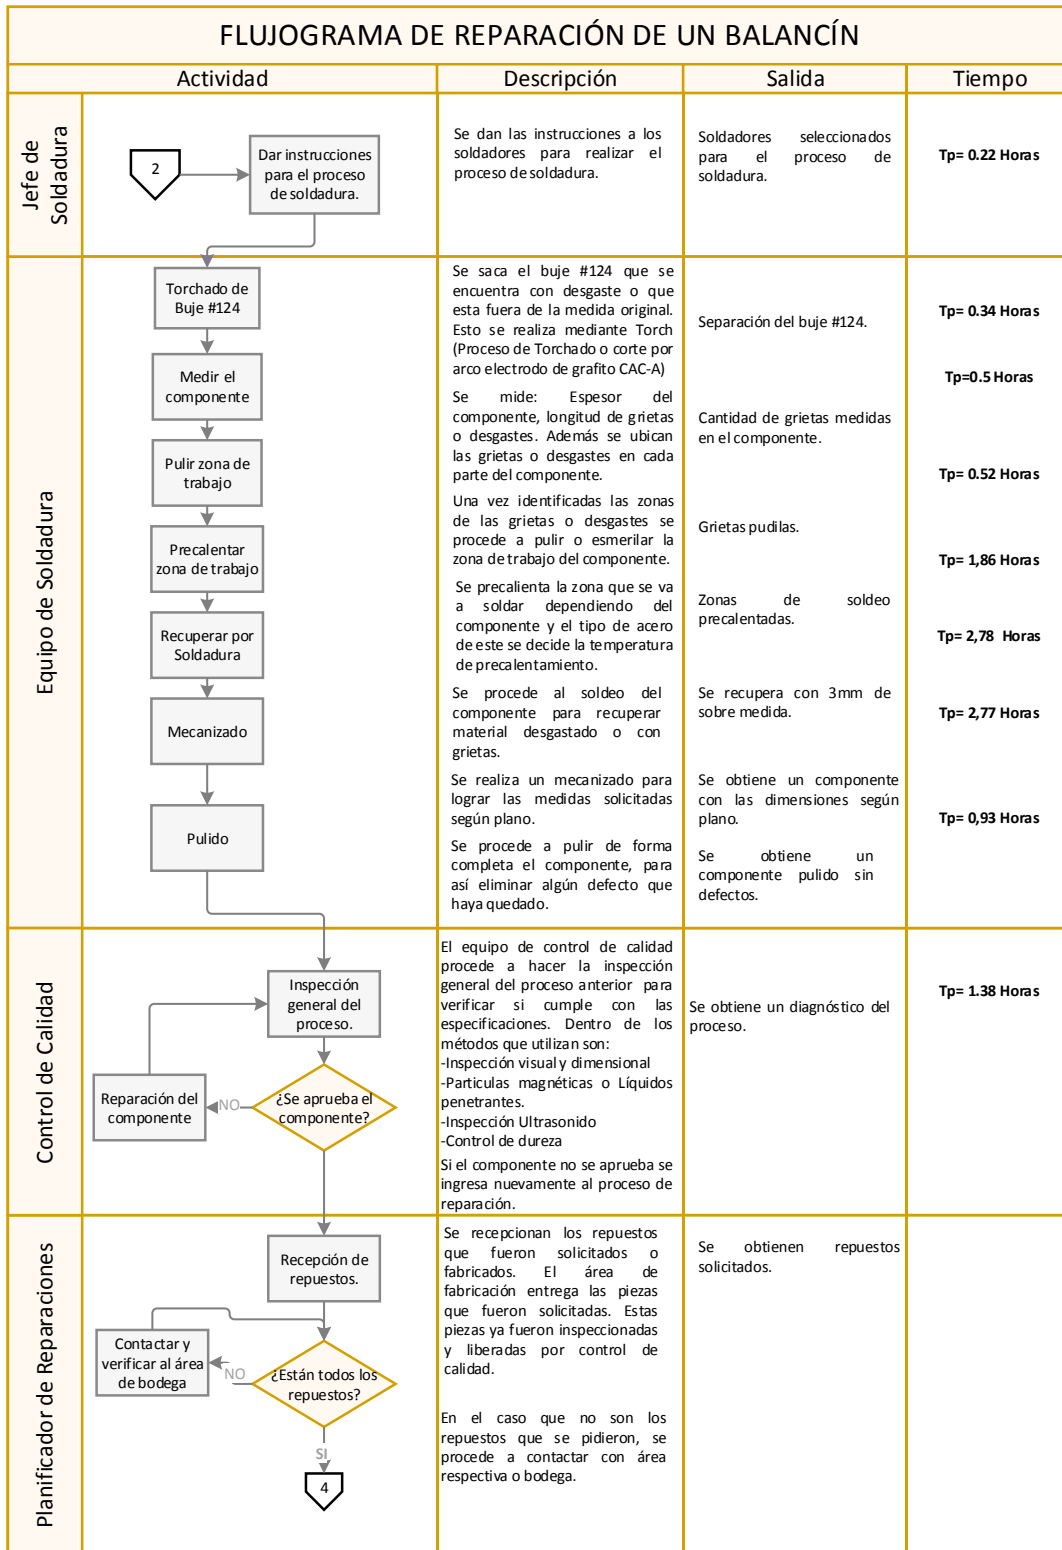 FLUJOGRAMA DE REPARACIÓN DE UN BALANCÍN
Actividad
Descripción
Salida
Tiempo
Jefe de
Soldadura
2
Dar instrucciones
para el proceso
de soldadura.
Se dan las instrucciones a los
soldadores para realizar el
proceso de soldadura.
Soldadores seleccionados
para el proceso de
soldadura.
Tp= 0.22 Horas
Equipo de Soldadura
Torchado de
Buje #124
Medir el
componente
Pulir zona de
trabajo
Precalentar
zona de trabajo
Recuperar por
Soldadura
Mecanizado
Pulido
Se saca el buje #124 que se
encuentra con desgaste o que
esta fuera de la medida original.
Esto se realiza mediante Torch
(Proceso de Torchado o corte por
arco electrodo de grafito CAC-A)
Se mide: Espesor del
componente, longitud de grietas
o desgastes. Además se ubican
las grietas o desgastes en cada
parte del componente.
Una vez identificadas las zonas
de las grietas o desgastes se
procede a pulir o esmerilar la
zona de trabajo del componente.
Se precalienta la zona que se va
a soldar dependiendo del
componente y el tipo de acero
de este se decide la temperatura
de precalentamiento.
Se procede al soldeo del
componente para recuperar
material desgastado o con
grietas.
Se realiza un mecanizado para
lograr las medidas solicitadas
según plano.
Se procede a pulir de forma
completa el componente, para
así eliminar algún defecto que
haya quedado.
Separación del buje #124.
Cantidad de grietas medidas
en el componente.
Grietas pudilas.
Zonas de soldeo
precalentadas.
Se recupera con 3mm de
sobre medida.
Se obtiene un componente
con las dimensiones según
plano.
Se obtiene un
componente pulido sin
defectos.
Tp= 0.34 Horas
Tp=0.5 Horas
Tp= 0.52 Horas
Tp= 1,86 Horas
Tp= 2,78 Horas
Tp= 2,77 Horas
Tp= 0,93 Horas
Control de Calidad
Inspección
general del
proceso.
¿Se aprueba el
componente?
NO
Reparación del
componente
El equipo de control de calidad
procede a hacer la inspección
general del proceso anterior para
verificar si cumple con las
especificaciones. Dentro de los
métodos que utilizan son:
-Inspección visual y dimensional
-Particulas magnéticas o Líquidos
penetrantes.
-Inspección Ultrasonido
-Control de dureza
Si el componente no se aprueba se
ingresa nuevamente al proceso de
reparación.
Se obtiene un diagnóstico del
proceso.
Tp= 1.38 Horas
Planificador de Reparaciones
Recepción de
repuestos.
Contactar y
verificar al área
de bodega
NO
¿Están todos los
repuestos?
SI
4
Se recepcionan los repuestos
que fueron solicitados o
fabricados. El área de
fabricación entrega las piezas
que fueron solicitadas. Estas
piezas ya fueron inspeccionadas
y liberadas por control de
calidad.
En el caso que no son los
repuestos que se pidieron, se
procede a contactar con área
respectiva o bodega.
Se obtienen repuestos
solicitados.